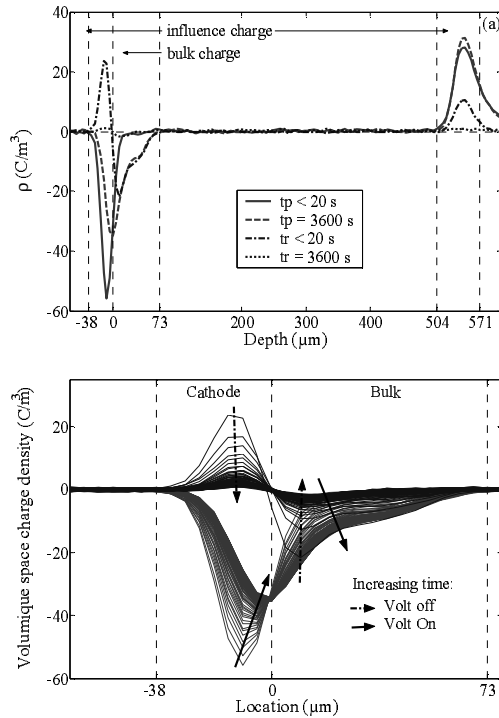 influence charge
(a)
bulk charge
40
20
0
-20
-40
-60
ρ (C/m³)
tp < 20 s
tp = 3600 s
tr < 20 s
tr = 3600 s
-38 0 73 200 300 400 504 571
Depth (µm)
Cathode Bulk
20
0
-20
-40
-60
Volumique space charge density (C/m³)
Increasing time:
Volt off
Volt On
-38 0 73
Location (µm)